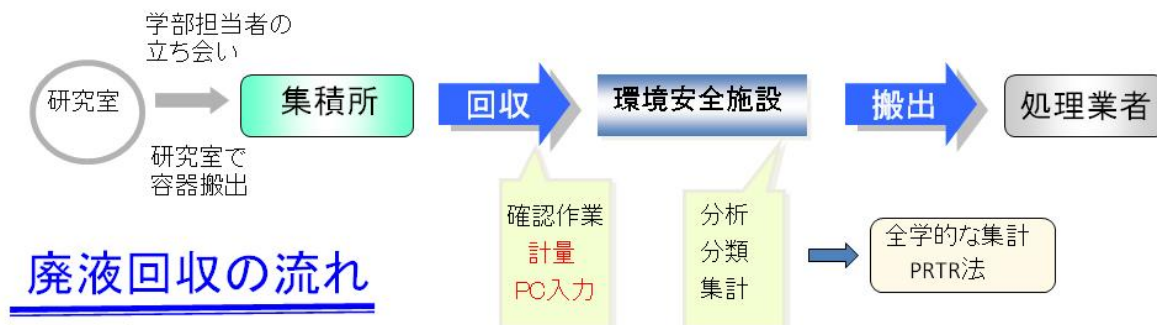 学部担当者の
立ち会い
研究室
集積所
回収
環境安全施設
搬出
処理業者
研究室で
容器搬出
確認作業
計量
PC入力
分析
分類
集計
全学的な集計
PRTR法
廃液回収の流れ